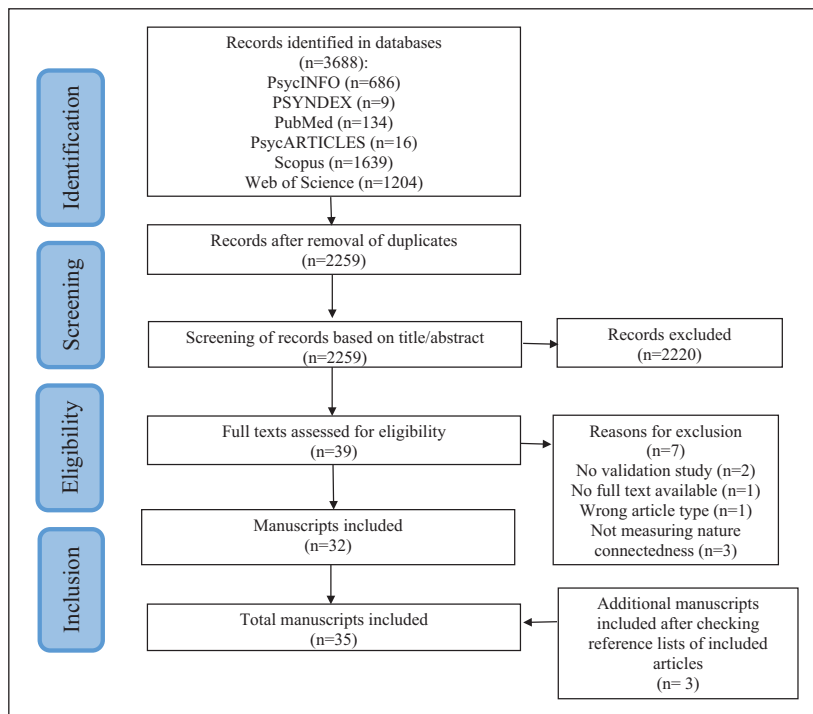 Identification
Records identified in databases
(n=3688):
PsycINFO (n=686)
PSYNDEX (n=9)
PubMed (n=134)
PsycARTICLES (n=16)
Scopus (n=1639)
Web of Science (n=1204)
Records after removal of duplicates
(n=2259)
Screening
Screening of records based on title/abstract
(n=2259)
Records excluded
(n=2220)
Eligibility
Full texts assessed for eligibility
(n=39)
Reasons for exclusion
(n=7)
No validation study (n=2)
No full text available (n=1)
Wrong article type (n=1)
Not measuring nature
connectedness (n=3)
Manuscripts included
(n=32)
Inclusion
Total manuscripts included
(n=35)
Additional manuscripts
included after checking
reference lists of included
articles
(n= 3)